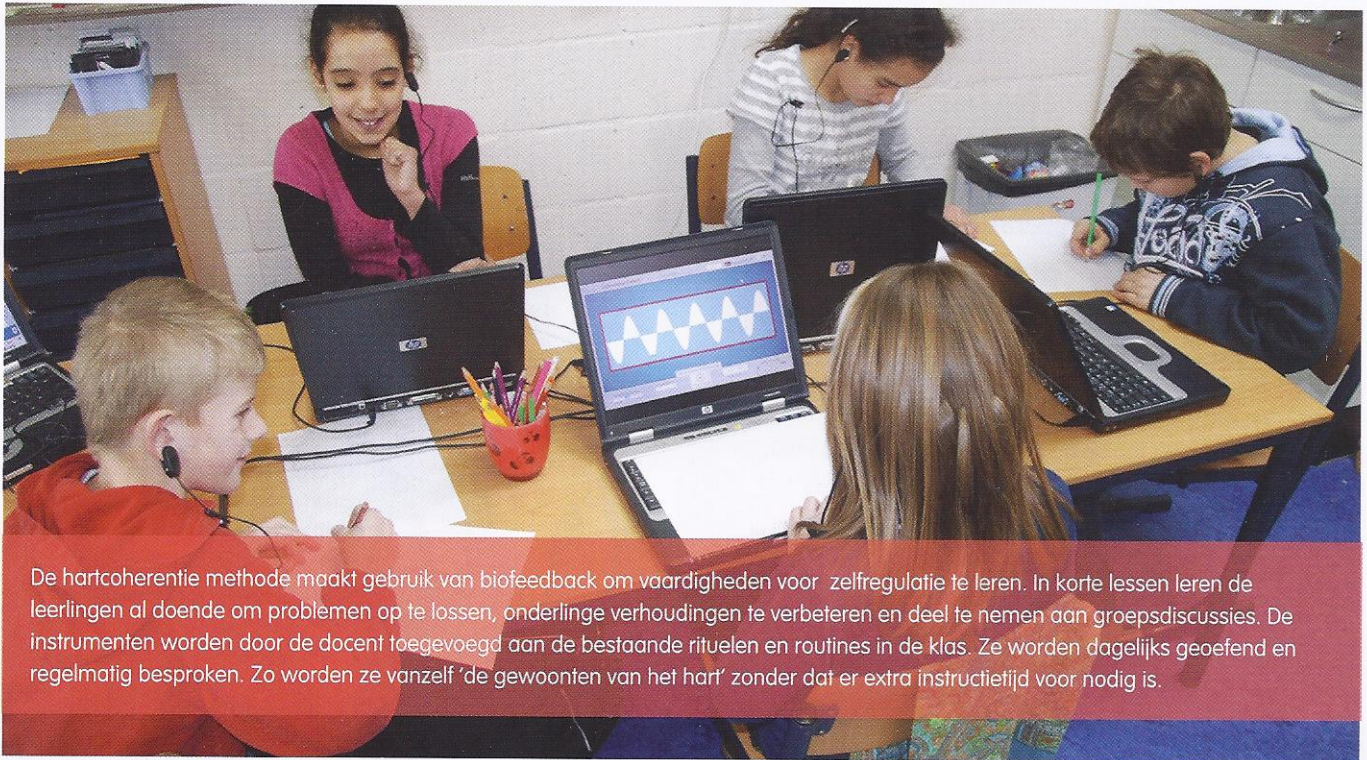 De hartcoherentie methode maakt gebruik van biofeedback om vaardigheden voor zelfregulatie te leren. In korte lessen leren de
leerlingen al doende om problemen op te lossen, onderlinge verhoudingen te verbeteren en deel te nemen aan groepsdiscussies. De
instrumenten worden door de docent toegevoegd aan de bestaande rituelen en routines in de klas. Ze worden dagelijks geoefend en
regelmatig besproken. Zo worden ze vanzelf ‘de gewoonten van het hart’ zonder dat er extra instructietijd voor nodig is.
hp
hp